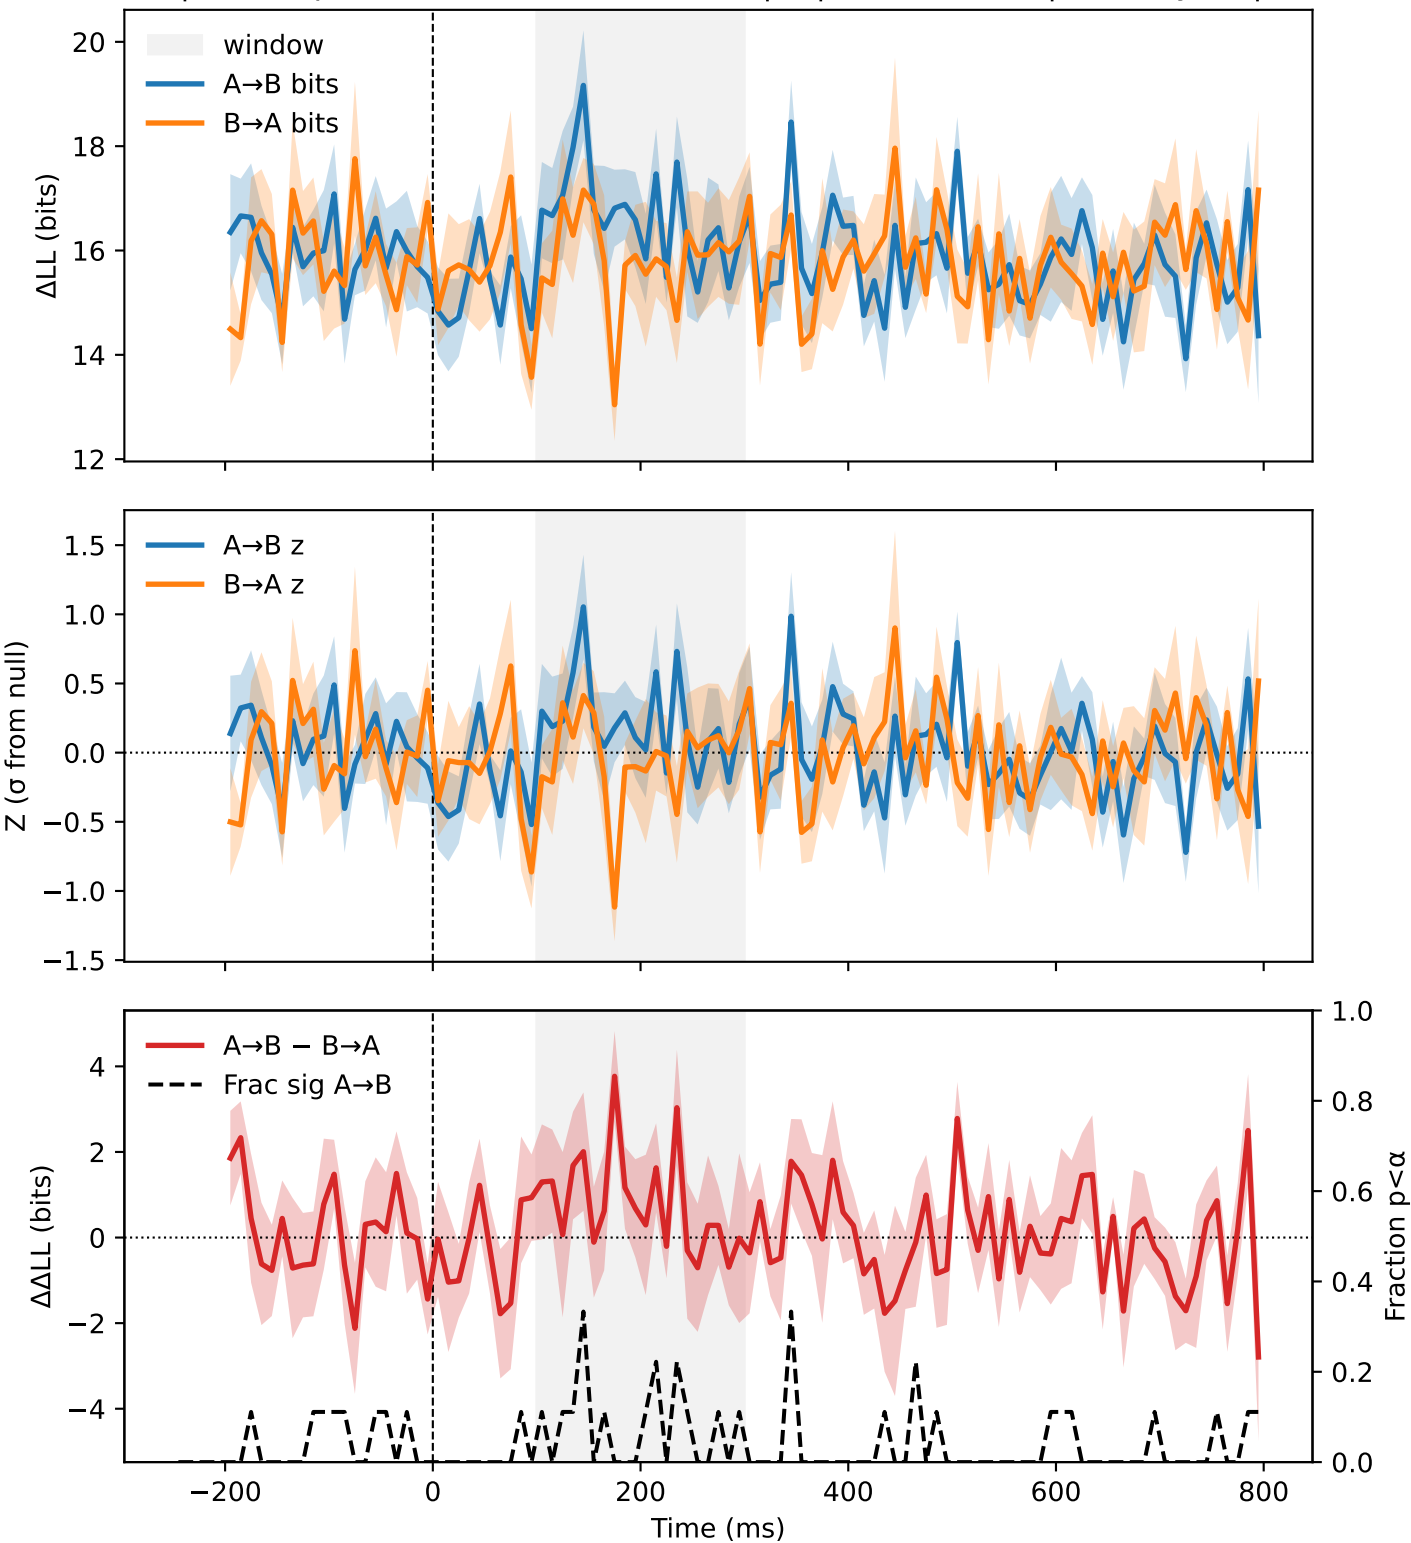 20
18
16
14
12
ΔLL (bits)
window
A→B bits
B→A bits
1.5
1.0
0.5
0.0
−0.5
−1.0
−1.5
Z (σ from null)
A→B z
B→A z
4
2
0
−2
−4
ΔΔLL (bits)
A→B − B→A
Frac sig A→B
1.0
0.8
0.6
0.4
0.2
0.0
Fraction p<α
−200
0
200
400
600
800
Time (ms)